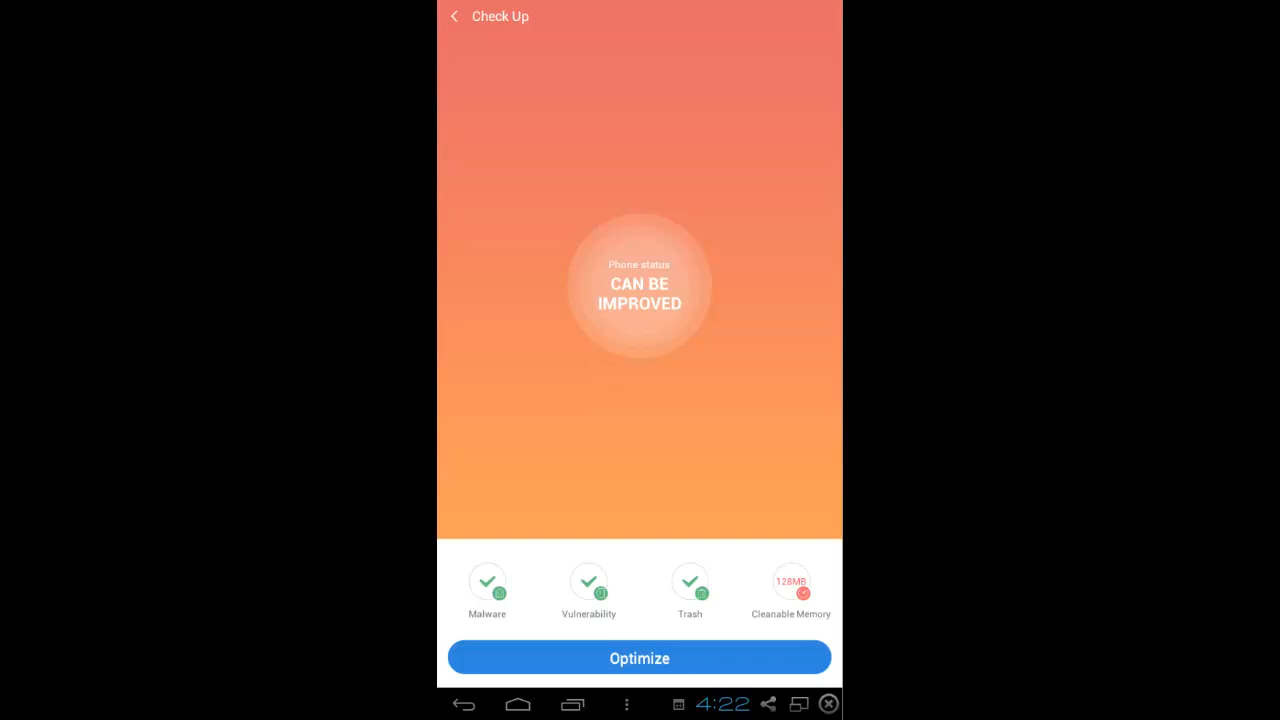 Check Up
Phone status
CAN BE
IMPROVED
128MB
Malware
Vulnerability
Trash
Cleanable Memory
Optimize
4:22